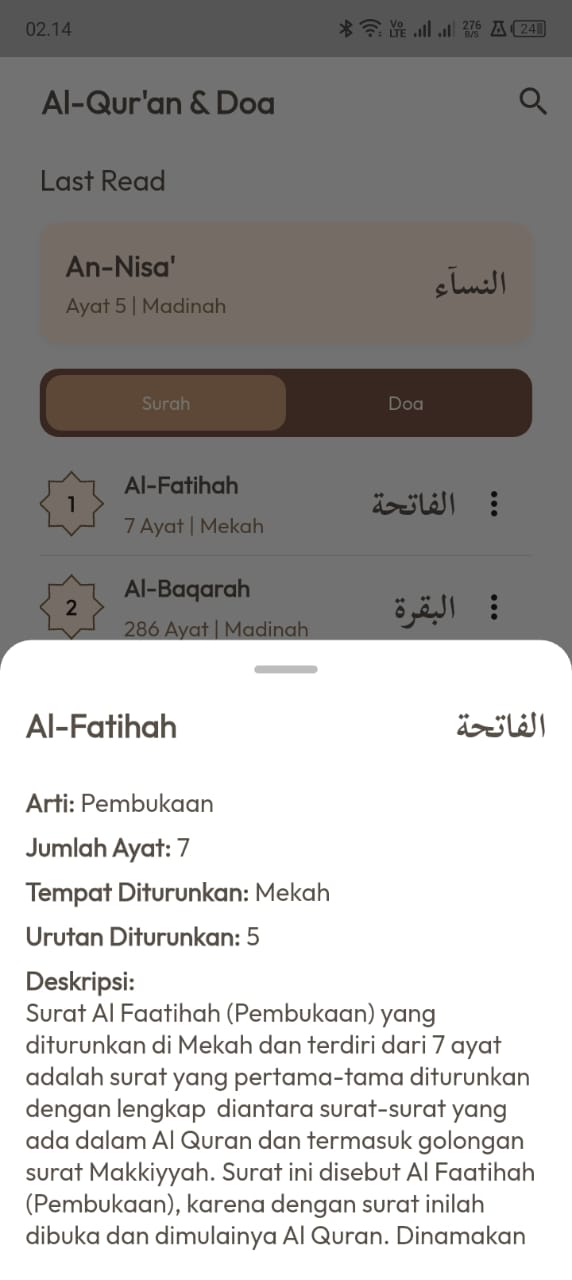 02.14
Vo
LTE
276
B/S
24
Al-Qur'an & Doa
Last Read
An-Nisa'
النسآء
Ayat 5 | Madinah
Surah
Doa
1
Al-Fatihah
الفاتحة
7 Ayat | Mekah
2
Al-Baqarah
البقرة
286 Ayat | Madinah
Al-Fatihah
الفاتحة
Arti: Pembukaan
Jumlah Ayat: 7
Tempat Diturunkan: Mekah
Urutan Diturunkan: 5
Deskripsi:
Surat Al Faatihah (Pembukaan) yang
diturunkan di Mekah dan terdiri dari 7 ayat
adalah surat yang pertama-tama diturunkan
dengan lengkap  diantara surat-surat yang
ada dalam Al Quran dan termasuk golongan
surat Makkiyyah. Surat ini disebut Al Faatihah
(Pembukaan), karena dengan surat inilah
dibuka dan dimulainya Al Quran. Dinamakan